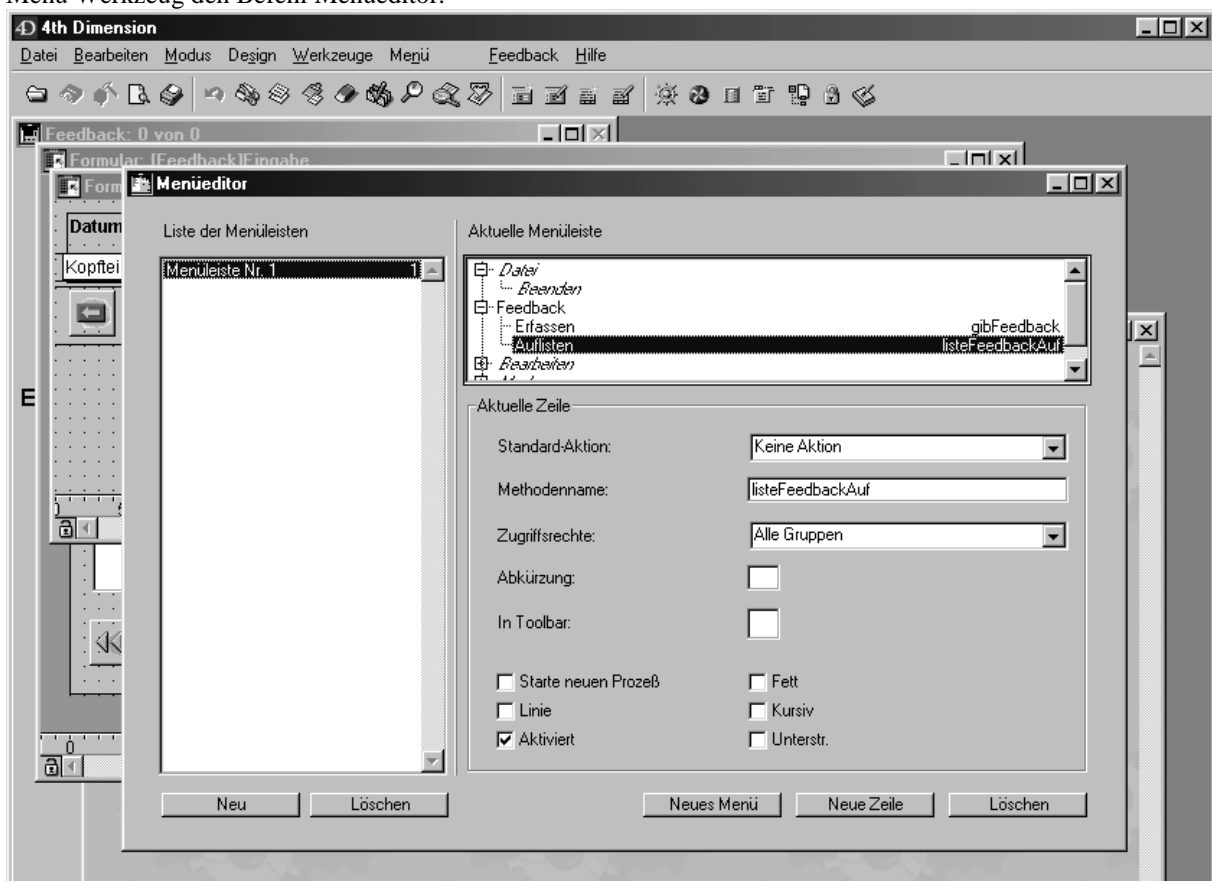 Menü Werkzeug den Befehl Menüeditor.
4th Dimension
Datei Bearbeiten Modus Design Werkzeuge Menü Feedback Hilfe
Feedback: 0 von 0
Formular: [Feedback]Eingabe
Form
Menüeditor
Datum
Kopftei
Liste der Menüleisten
Aktuelle Menüleiste
Menüleiste Nr. 1 1
Datei
Beenden
Feedback
Erfassen gibFeedback
Auflisten listeFeedbackAuf
Bearbeiten
E
Aktuelle Zeile
Standard-Aktion: Keine Aktion
Methodenname: listeFeedbackAuf
Zugriffsrechte: Alle Gruppen
Abkürzung:
In Toolbar:
Starte neuen Prozeß Fett
Linie Kursiv
Aktiviert Unterstr.
0
Neu Löschen Neues Menü Neue Zeile Löschen